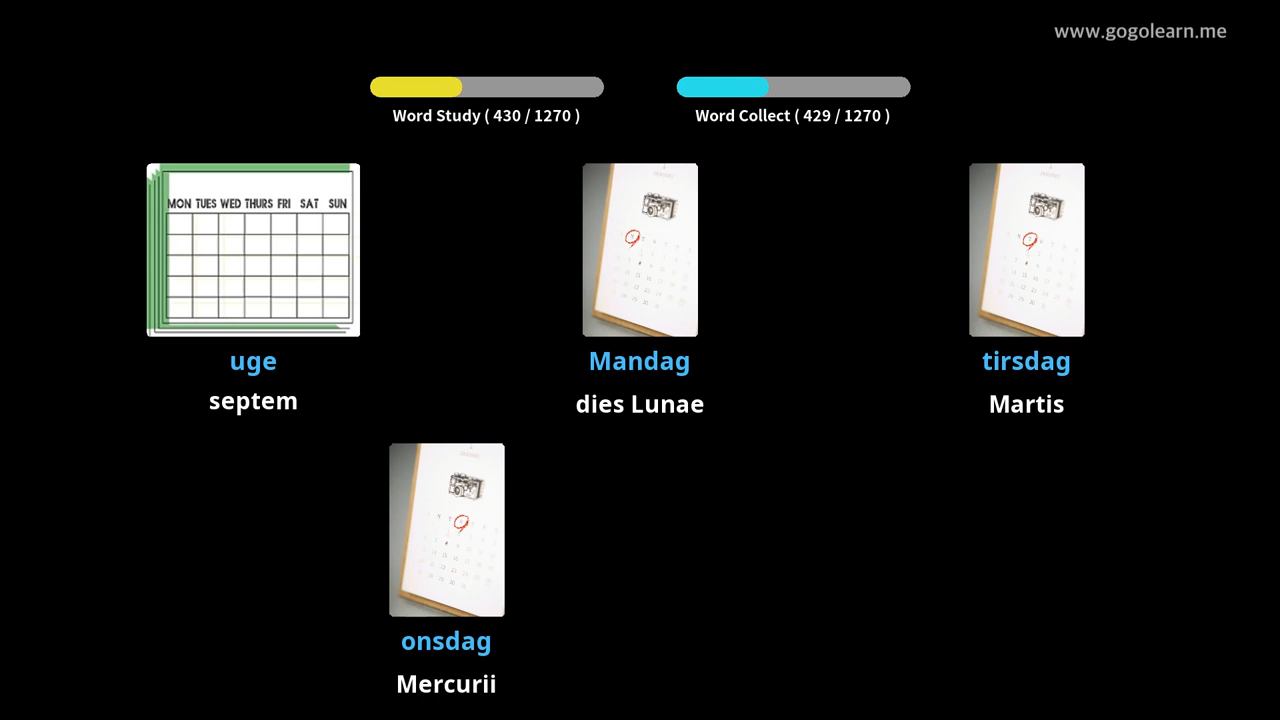 www.gogolearn.me
Word Study ( 430 / 1270 )
Word Collect ( 429 / 1270 )
MON TUES WED THURS FRI SAT SUN
uge
septem
Mandag
dies Lunae
tirsdag
Martis
onsdag
Mercurii